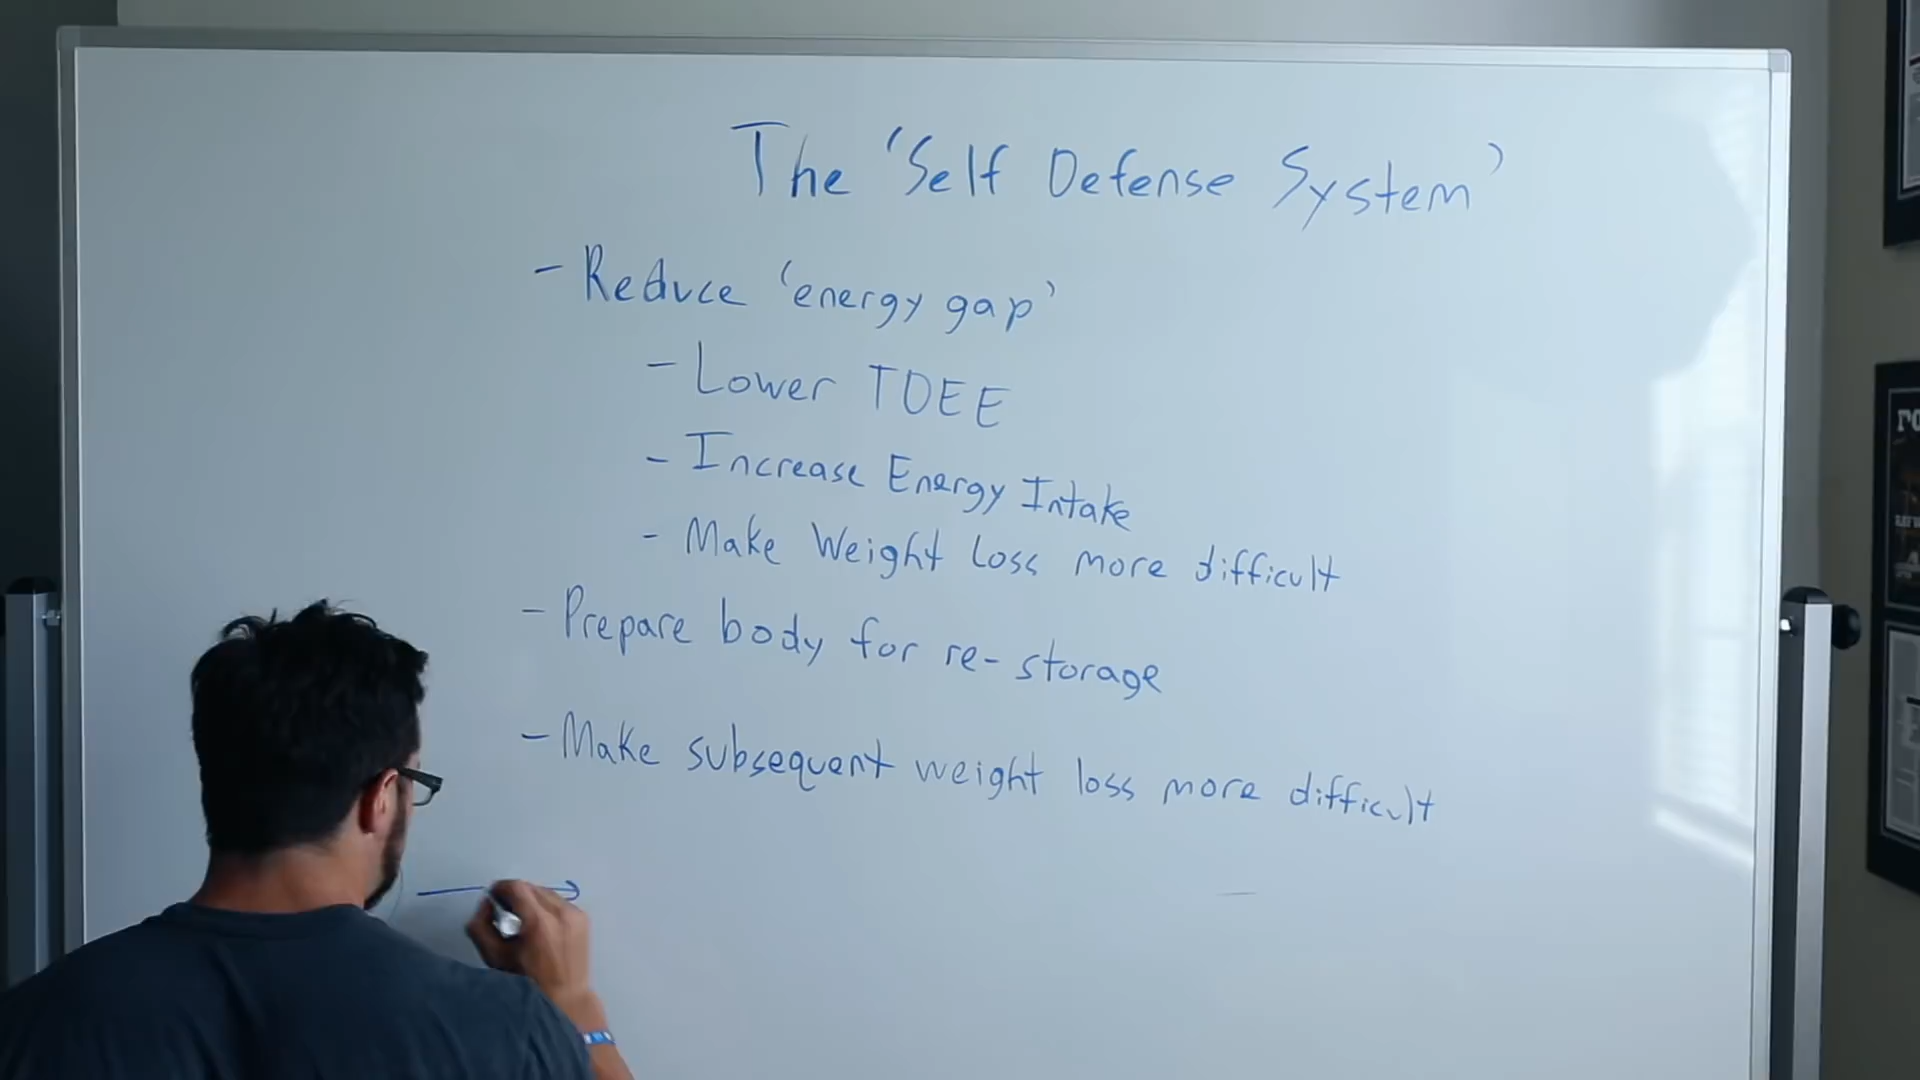 The 'Self Defense System'
- Reduce 'energy gap'
- Lower TDEE
- Increase Energy Intake
- Make Weight Loss more difficult
- Prepare body for re-storage
- Make subsequent weight loss more difficult